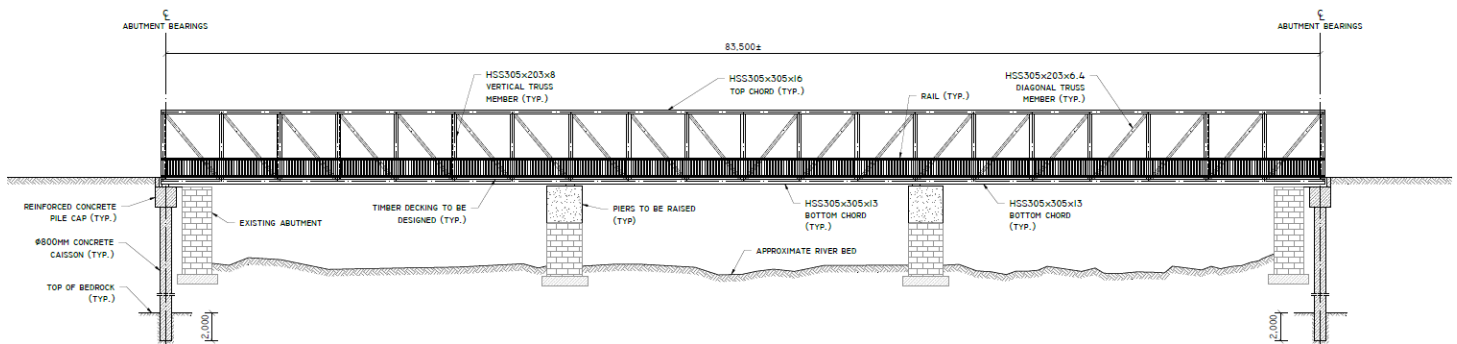 ℄
ABUTMENT BEARINGS
℄
ABUTMENT BEARINGS
83,500±
HSS305x203x8
VERTICAL TRUSS
MEMBER (TYP.)
HSS305x305x16
TOP CHORD (TYP.)
RAIL (TYP.)
HSS305x203x6.4
DIAGONAL TRUSS
MEMBER (TYP.)
REINFORCED CONCRETE
PILE CAP (TYP.)
EXISTING ABUTMENT
TIMBER DECKING TO BE
DESIGNED (TYP.)
PIERS TO BE RAISED
(TYP)
HSS305x305x13
BOTTOM CHORD
(TYP.)
HSS305x305x13
BOTTOM CHORD
(TYP.)
Ø800MM CONCRETE
CAISSON (TYP.)
APPROXIMATE RIVER BED
TOP OF BEDROCK
(TYP.)
2,000
2,000